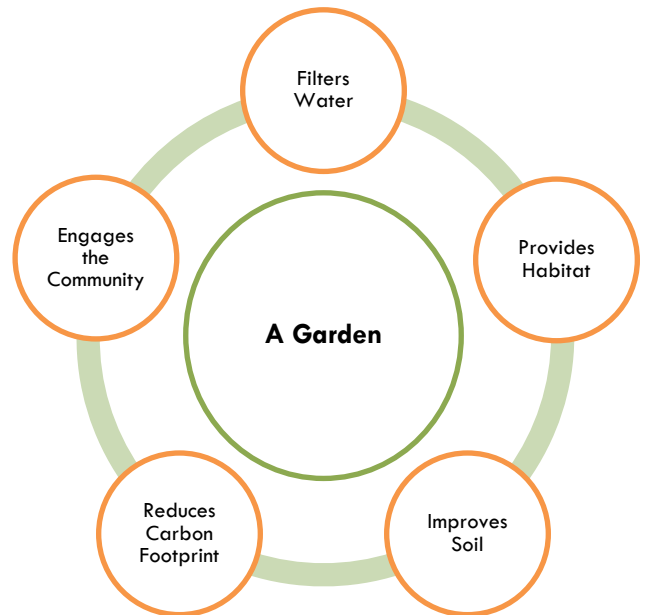 Filters
Water
Provides
Habitat
Improves
Soil
Reduces
Carbon
Footprint
Engages
the
Community
A Garden